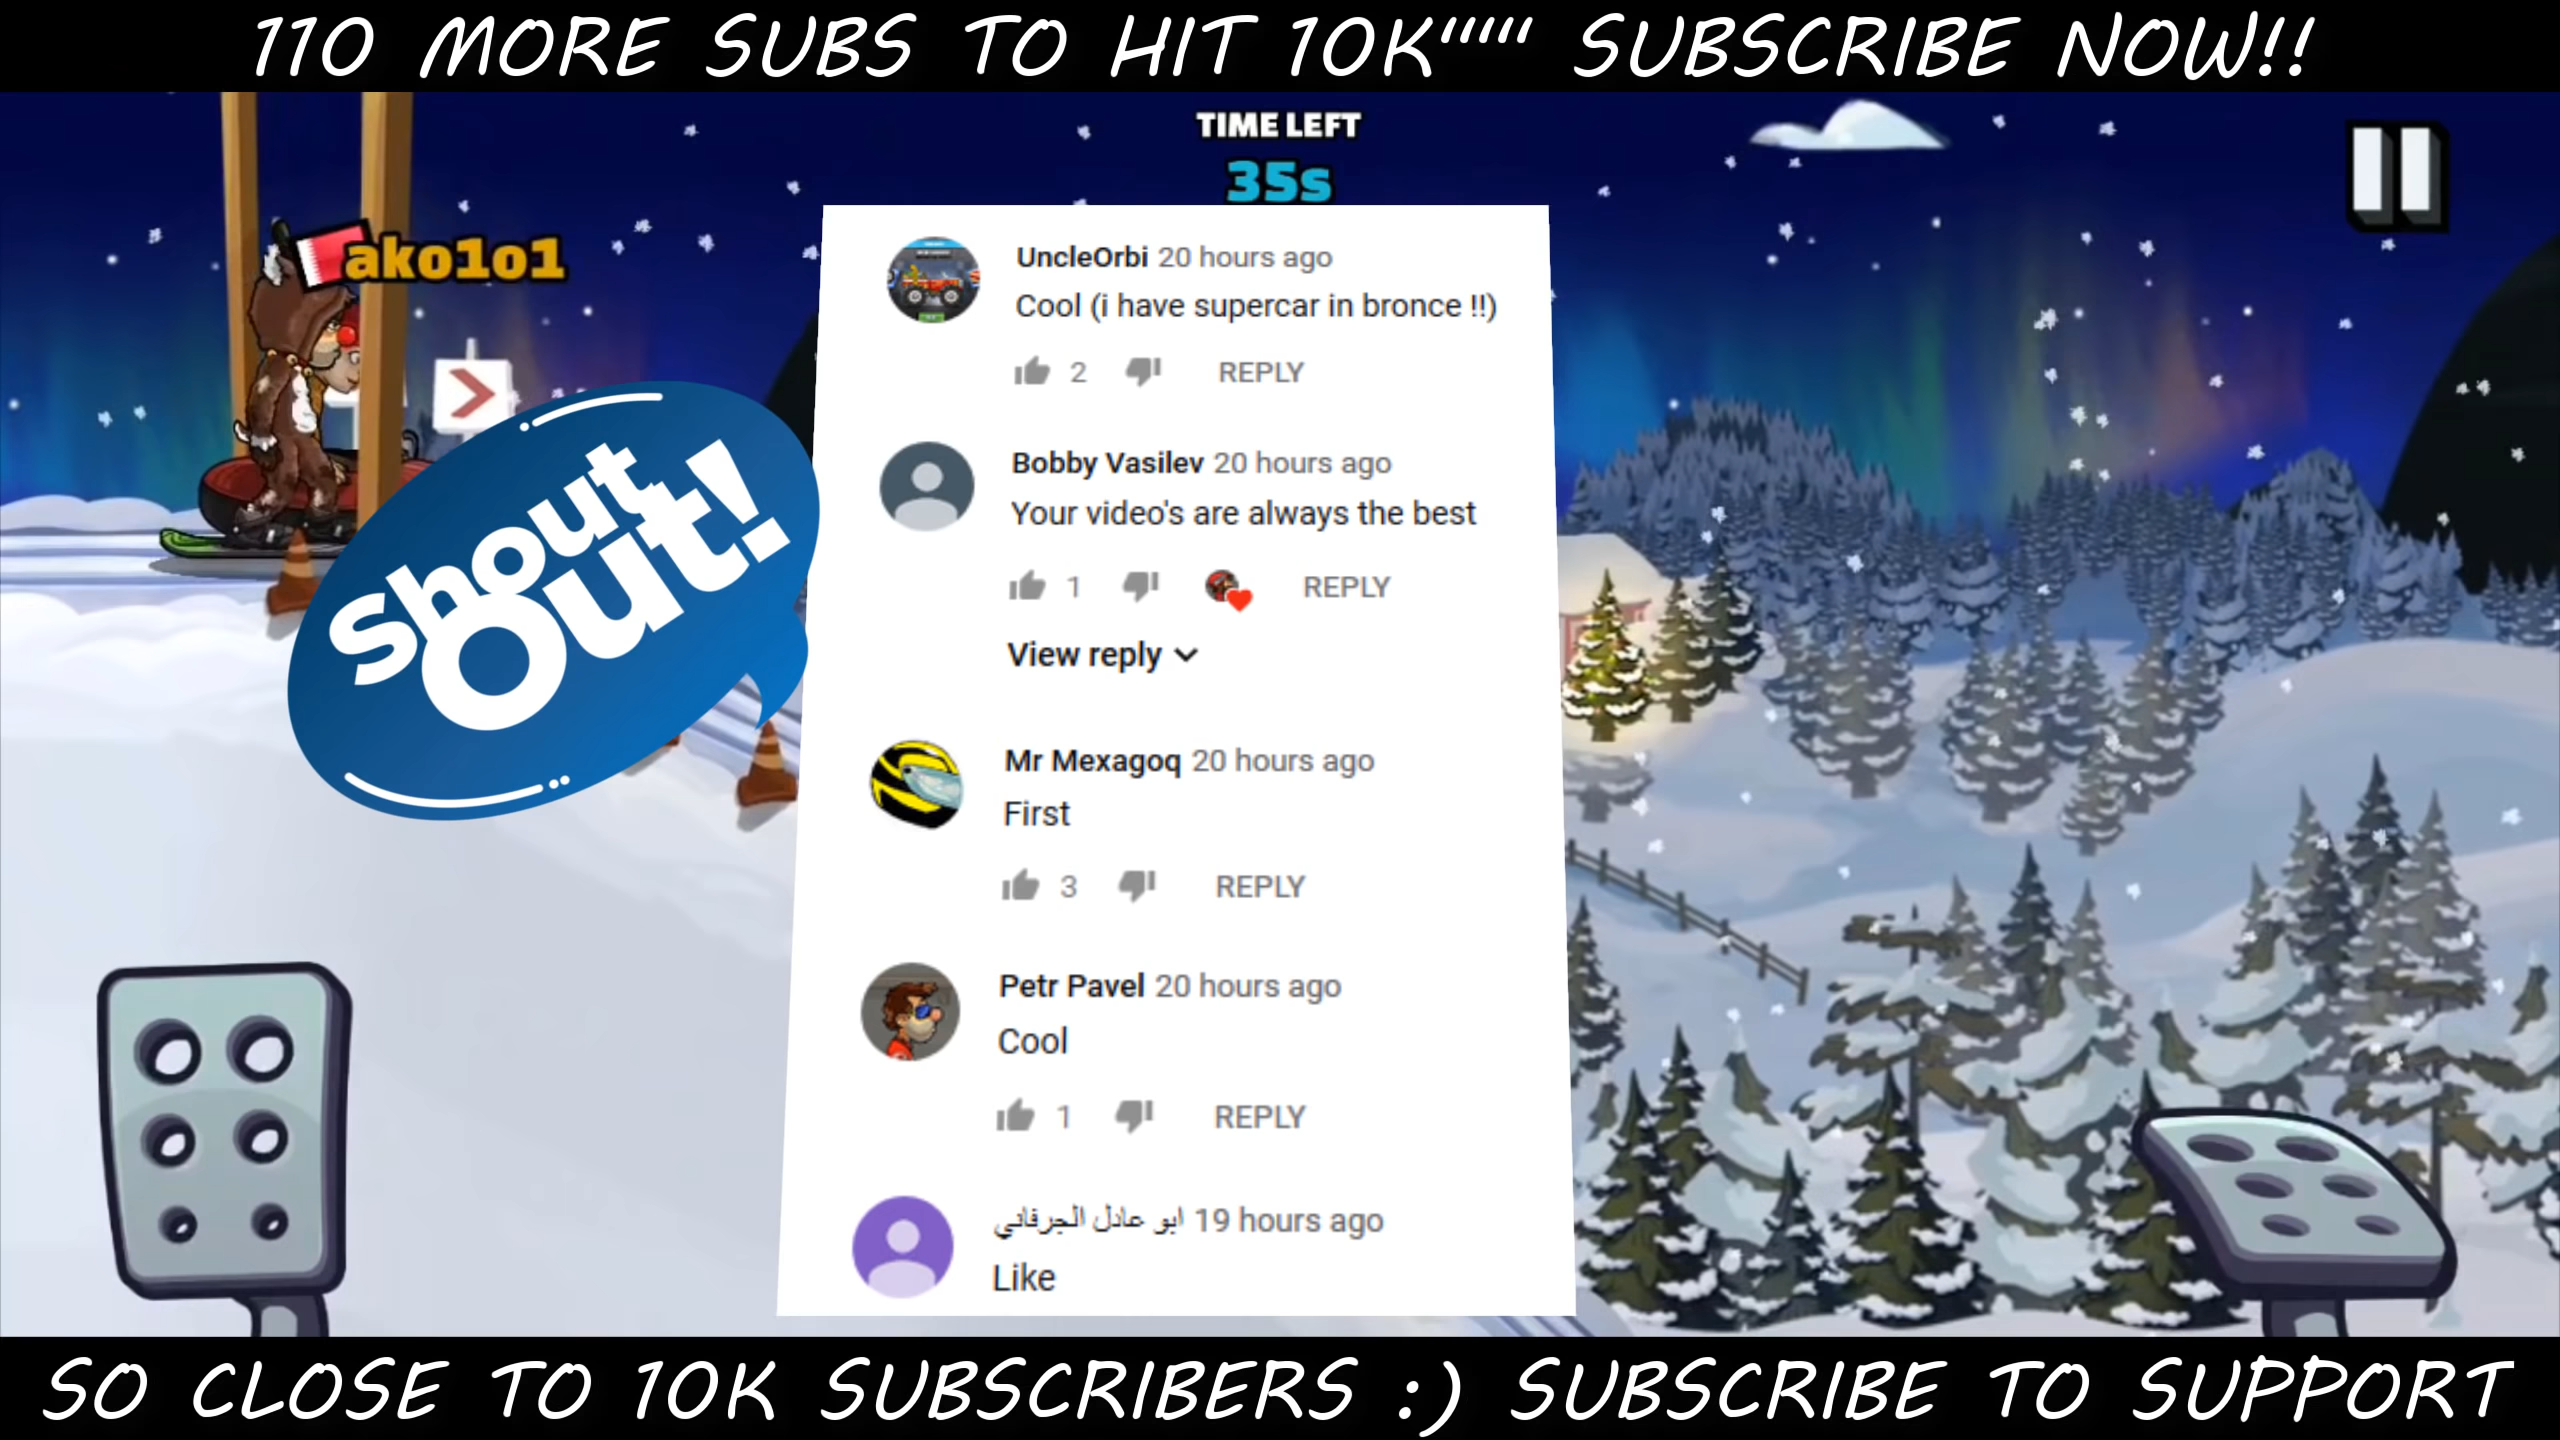 110 MORE SUBS TO HIT 10K""" SUBSCRIBE NOW!!
TIME LEFT
35s
ako1o1
Shout
Out!
UncleOrbi 20 hours ago
Cool (i have supercar in bronce !!)
2 REPLY
Bobby Vasilev 20 hours ago
Your video's are always the best
1 REPLY
View reply
Mr Mexagoq 20 hours ago
First
3 REPLY
Petr Pavel 20 hours ago
Cool
1 REPLY
ابو عادل الجرفاني 19 hours ago
Like
SO CLOSE TO 10K SUBSCRIBERS :) SUBSCRIBE TO SUPPORT